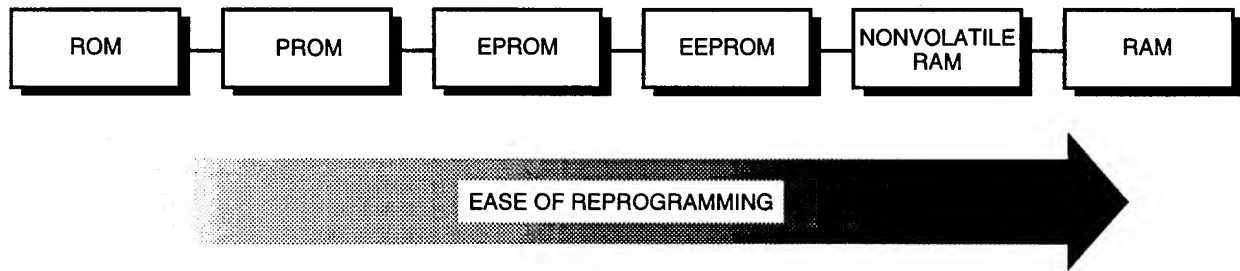 ROM
PROM
EPROM
EEPROM
NONVOLATILE
RAM
RAM
EASE OF REPROGRAMMING